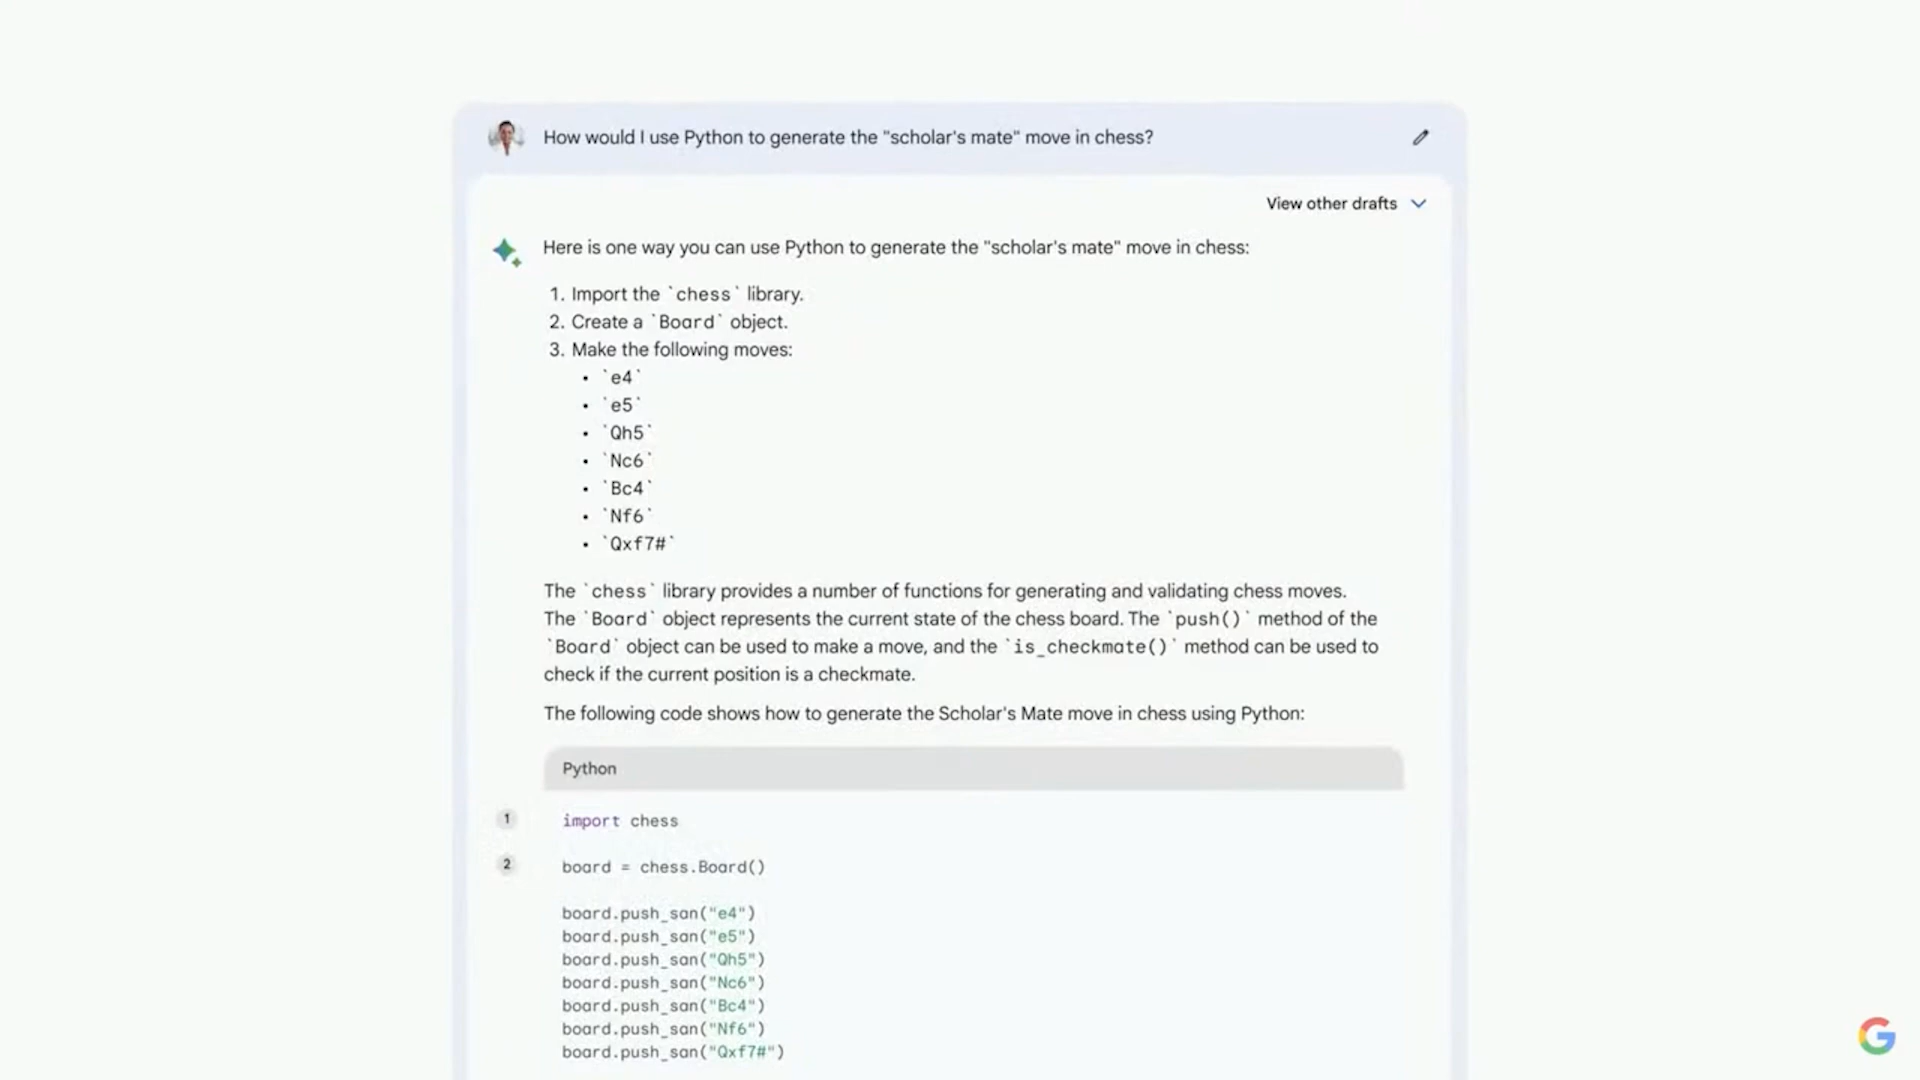 How would I use Python to generate the "scholar's mate" move in chess?
View other drafts
Here is one way you can use Python to generate the "scholar's mate" move in chess:
1. Import the `chess` library.
2. Create a `Board` object.
3. Make the following moves:
• `e4`
• `e5`
• `Qh5`
• `Nc6`
• `Bc4`
• `Nf6`
• `Qxf7#`
The `chess` library provides a number of functions for generating and validating chess moves.
The `Board` object represents the current state of the chess board. The `push()` method of the
`Board` object can be used to make a move, and the `is_checkmate()` method can be used to
check if the current position is a checkmate.
The following code shows how to generate the Scholar's Mate move in chess using Python:
Python
1 import chess
2 board = chess.Board()
board.push_san("e4")
board.push_san("e5")
board.push_san("Qh5")
board.push_san("Nc6")
board.push_san("Bc4")
board.push_san("Nf6")
board.push_san("Qxf7#")
G